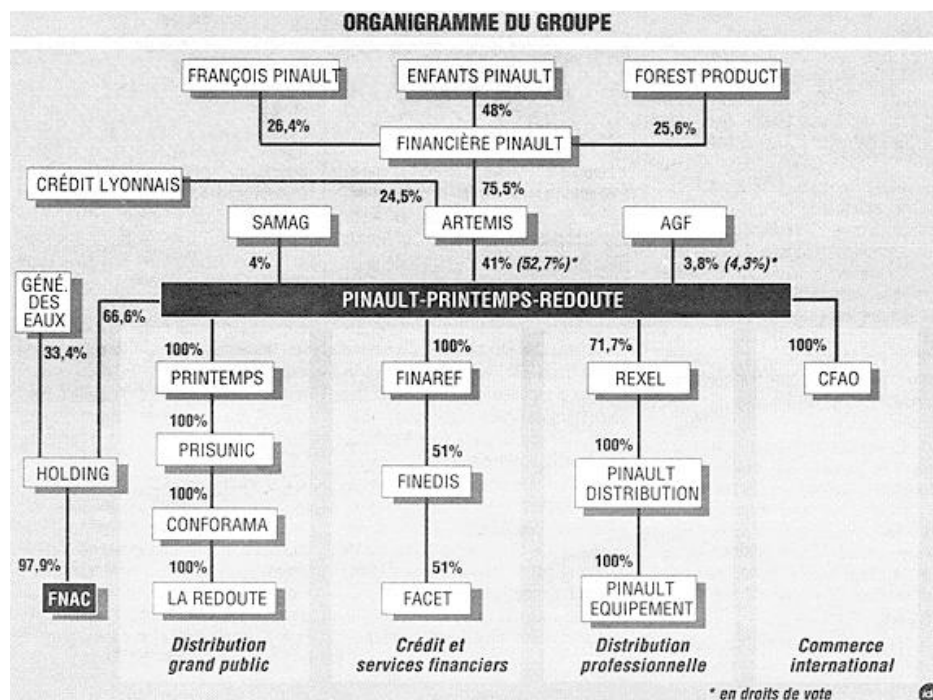 ORGANIGRAMME DU GROUPE
FRANÇOIS PINAULT
ENFANTS PINAULT
FOREST PRODUCT
26,4%
48%
25,6%
FINANCIÈRE PINAULT
CRÉDIT LYONNAIS
24,5%
75,5%
SAMAG
ARTEMIS
AGF
4%
41% (52,7%)*
3,8% (4,3%)*
GÉNÉ.
DES
EAUX
66,6%
33,4%
PINAULT-PRINTEMPS-REDOUTE
100%
100%
71,7%
100%
PRINTEMPS
FINAREF
REXEL
CFAO
100%
PRISUNIC
51%
FINEDIS
100%
PINAULT
DISTRIBUTION
HOLDING
100%
CONFORAMA
97,9%
FNAC
100%
LA REDOUTE
51%
FACET
100%
PINAULT
EQUIPEMENT
Distribution
grand public
Crédit et
services financiers
Distribution
professionnelle
Commerce
international
* en droits de vote